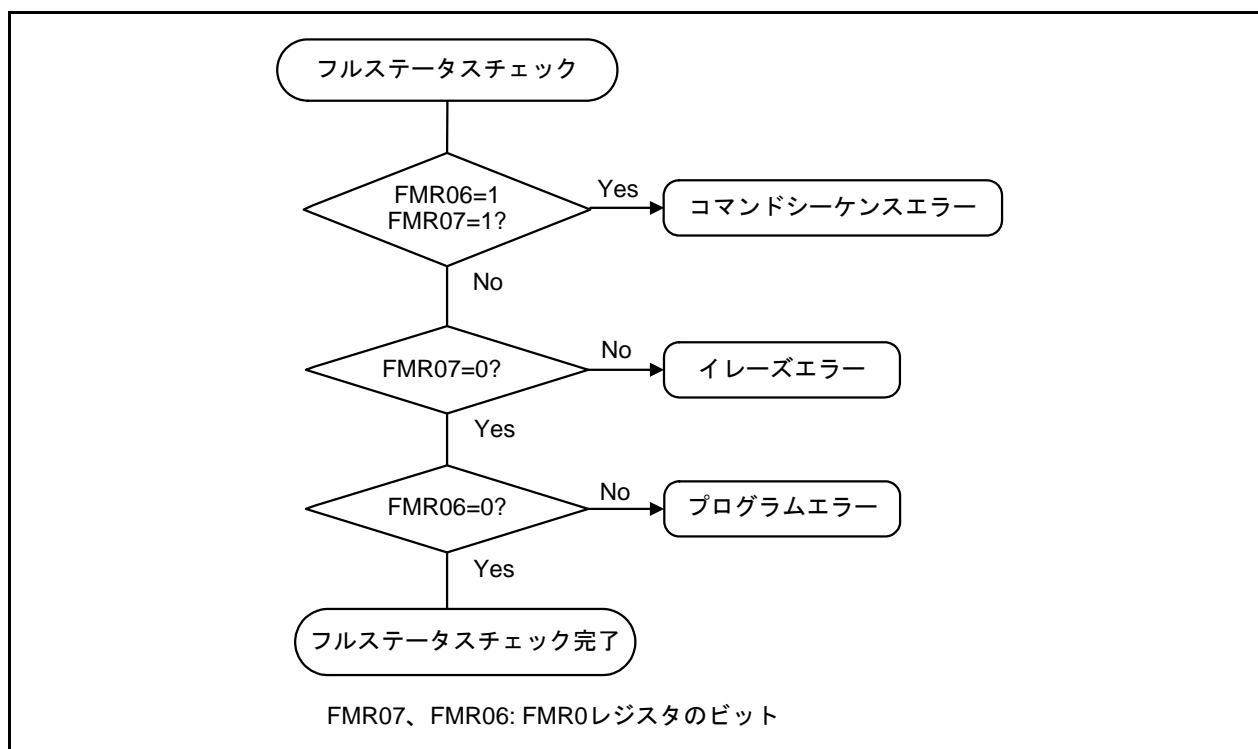 フルステータスチェック
FMR06=1
FMR07=1?
Yes
コマンドシーケンスエラー
No
FMR07=0?
No
イレーズエラー
Yes
FMR06=0?
No
プログラムエラー
Yes
フルステータスチェック完了
FMR07、FMR06: FMR0レジスタのビット